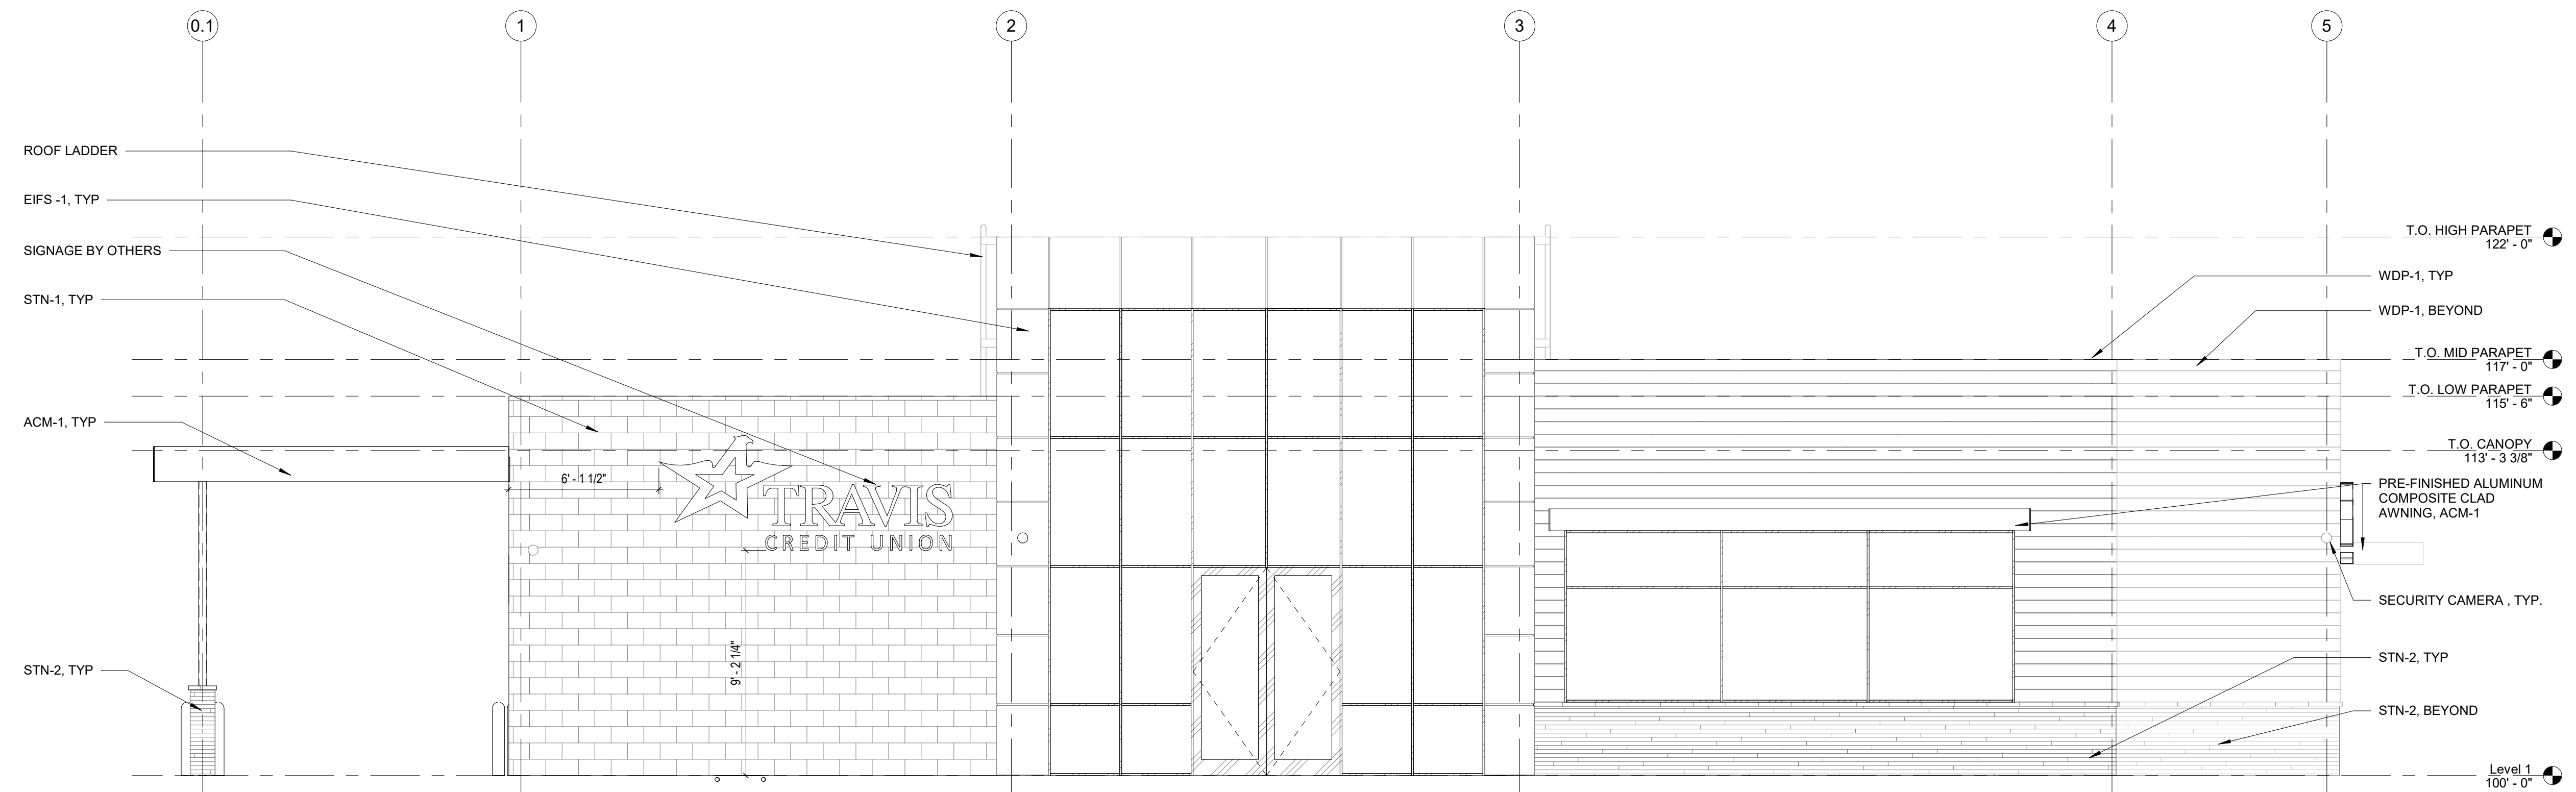 0.1
1
2
3
4
5
ROOF LADDER
EIFS -1, TYP
SIGNAGE BY OTHERS
STN-1, TYP
ACM-1, TYP
STN-2, TYP
6' - 1 1/2"
TRAVIS
CREDIT UNION
9' - 2 1/4"
T.O. HIGH PARAPET
122' - 0"
WDP-1, TYP
WDP-1, BEYOND
T.O. MID PARAPET
117' - 0"
T.O. LOW PARAPET
115' - 6"
T.O. CANOPY
113' - 3 3/8"
PRE-FINISHED ALUMINUM
COMPOSITE CLAD
AWNING, ACM-1
SECURITY CAMERA , TYP.
STN-2, TYP
STN-2, BEYOND
Level 1
100' - 0"